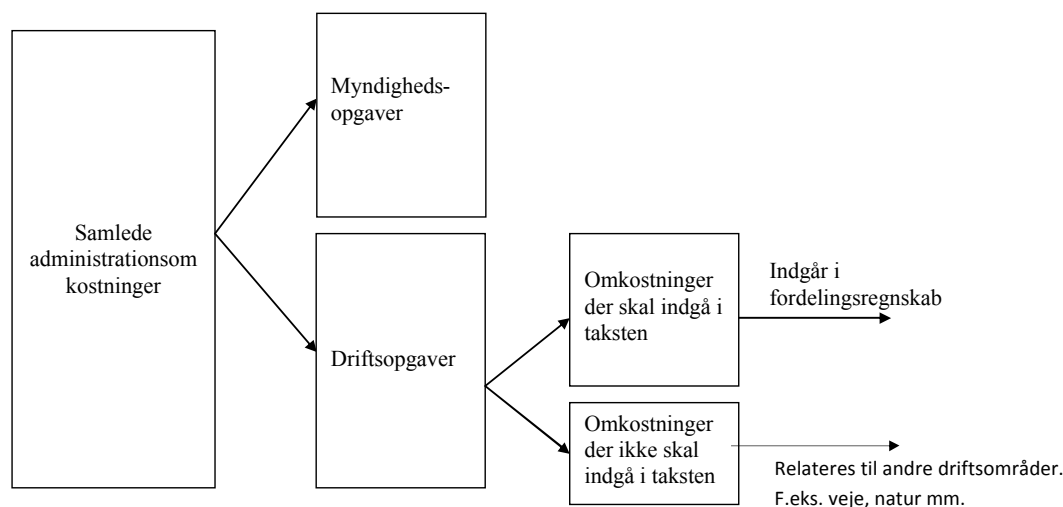 Samlede
administrationsom
kostninger
Myndigheds-
opgaver
Driftsopgaver
Omkostninger
der skal indgå i
taksten
Indgår i
fordelingsregnskab
Omkostninger
der ikke skal
indgå i taksten
Relateres til andre driftsområder.
F.eks. veje, natur mm.